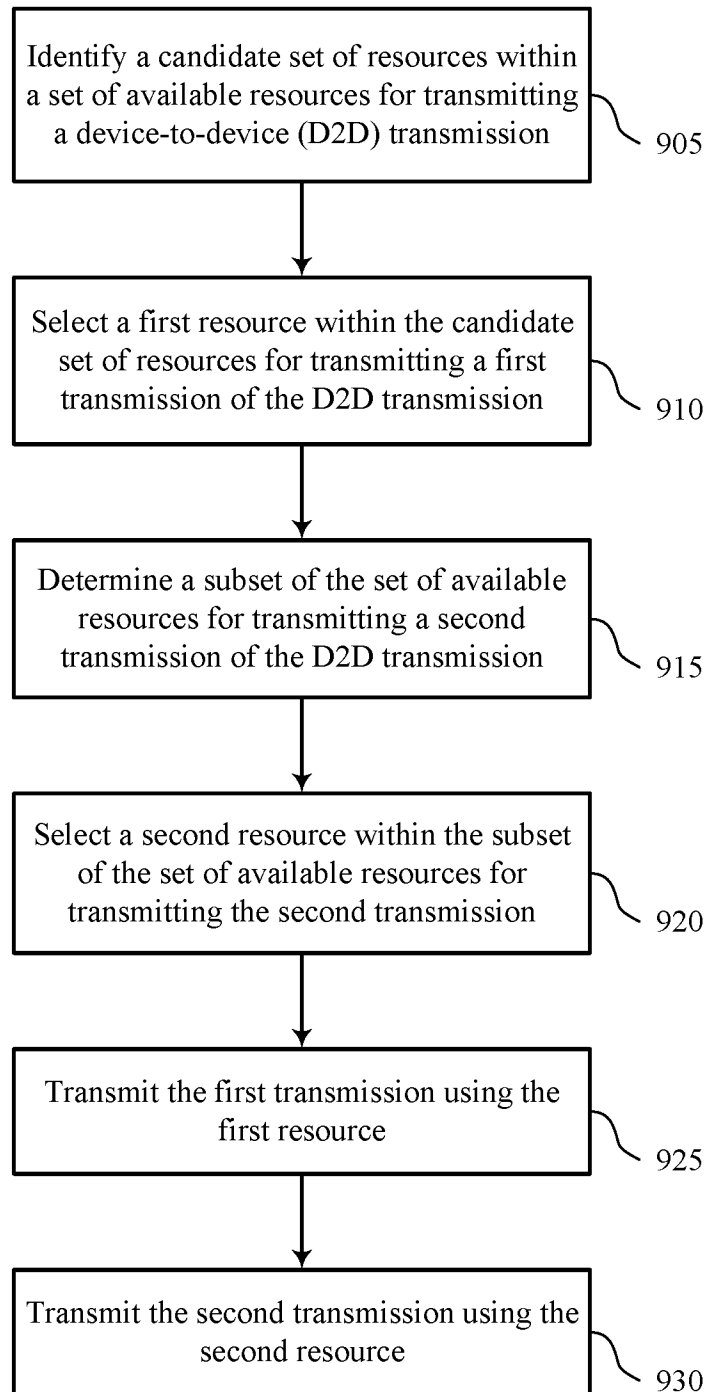 Identify a candidate set of resources within
a set of available resources for transmitting
a device-to-device (D2D) transmission
905
Select a first resource within the candidate
set of resources for transmitting a first
transmission of the D2D transmission
910
Determine a subset of the set of available
resources for transmitting a second
transmission of the D2D transmission
915
Select a second resource within the subset
of the set of available resources for
transmitting the second transmission
920
Transmit the first transmission using the
first resource
925
Transmit the second transmission using the
second resource
930